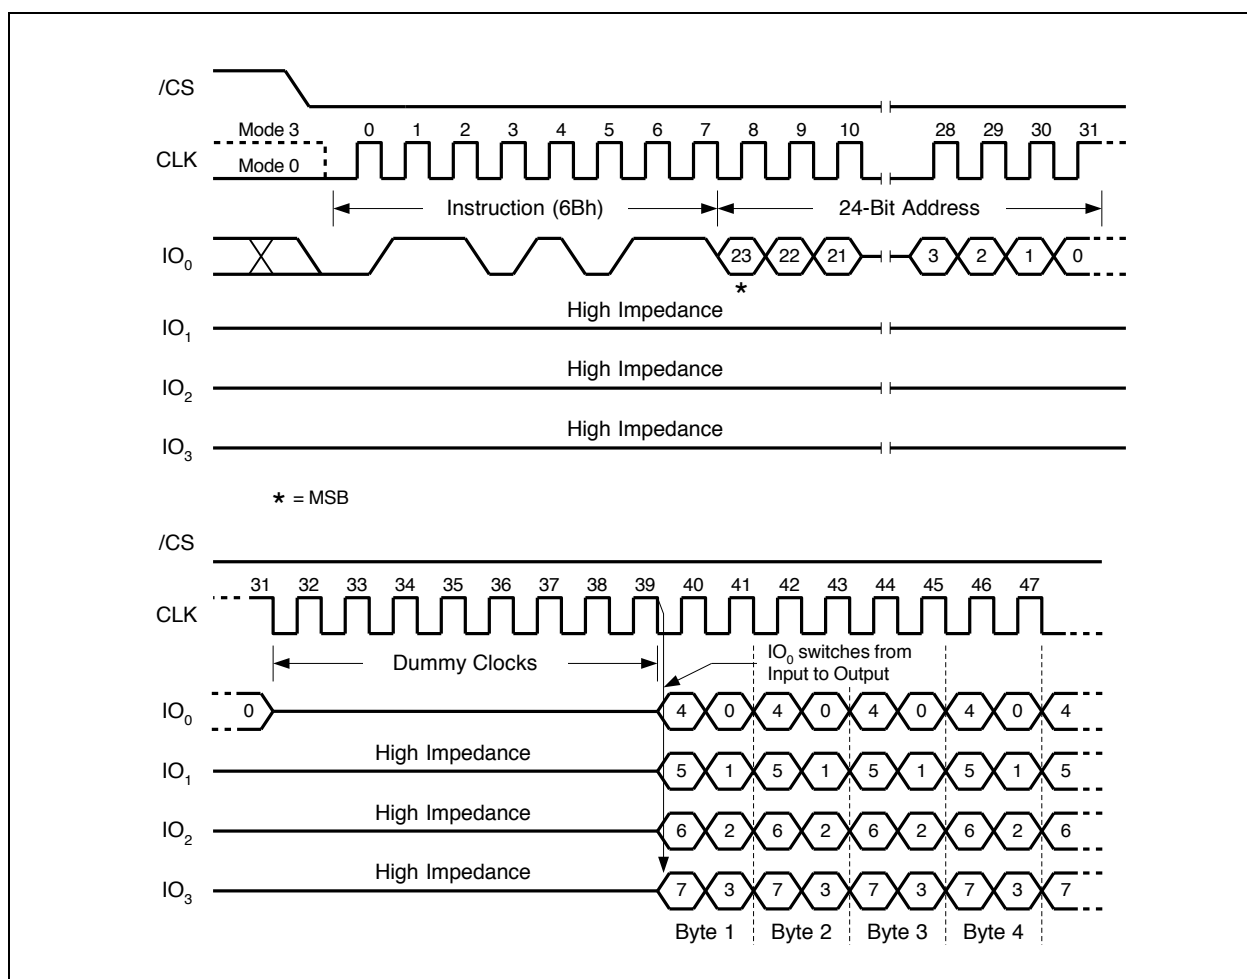 /CS
Mode 3 0 1 2 3 4 5 6 7 8 9 10 28 29 30 31
CLK
Mode 0
Instruction (6Bh) 24-Bit Address
IO0 23 22 21 3 2 1 0
*
High Impedance
IO1
High Impedance
IO2
High Impedance
IO3
* = MSB
/CS
31 32 33 34 35 36 37 38 39 40 41 42 43 44 45 46 47
CLK
Dummy Clocks
IO0 switches from
Input to Output
IO0 0 4 0 4 0 4 0 4 0 4
High Impedance
IO1 5 1 5 1 5 1 5 1 5
High Impedance
IO2 6 2 6 2 6 2 6 2 6
High Impedance
IO3 7 3 7 3 7 3 7 3 7
Byte 1 Byte 2 Byte 3 Byte 4